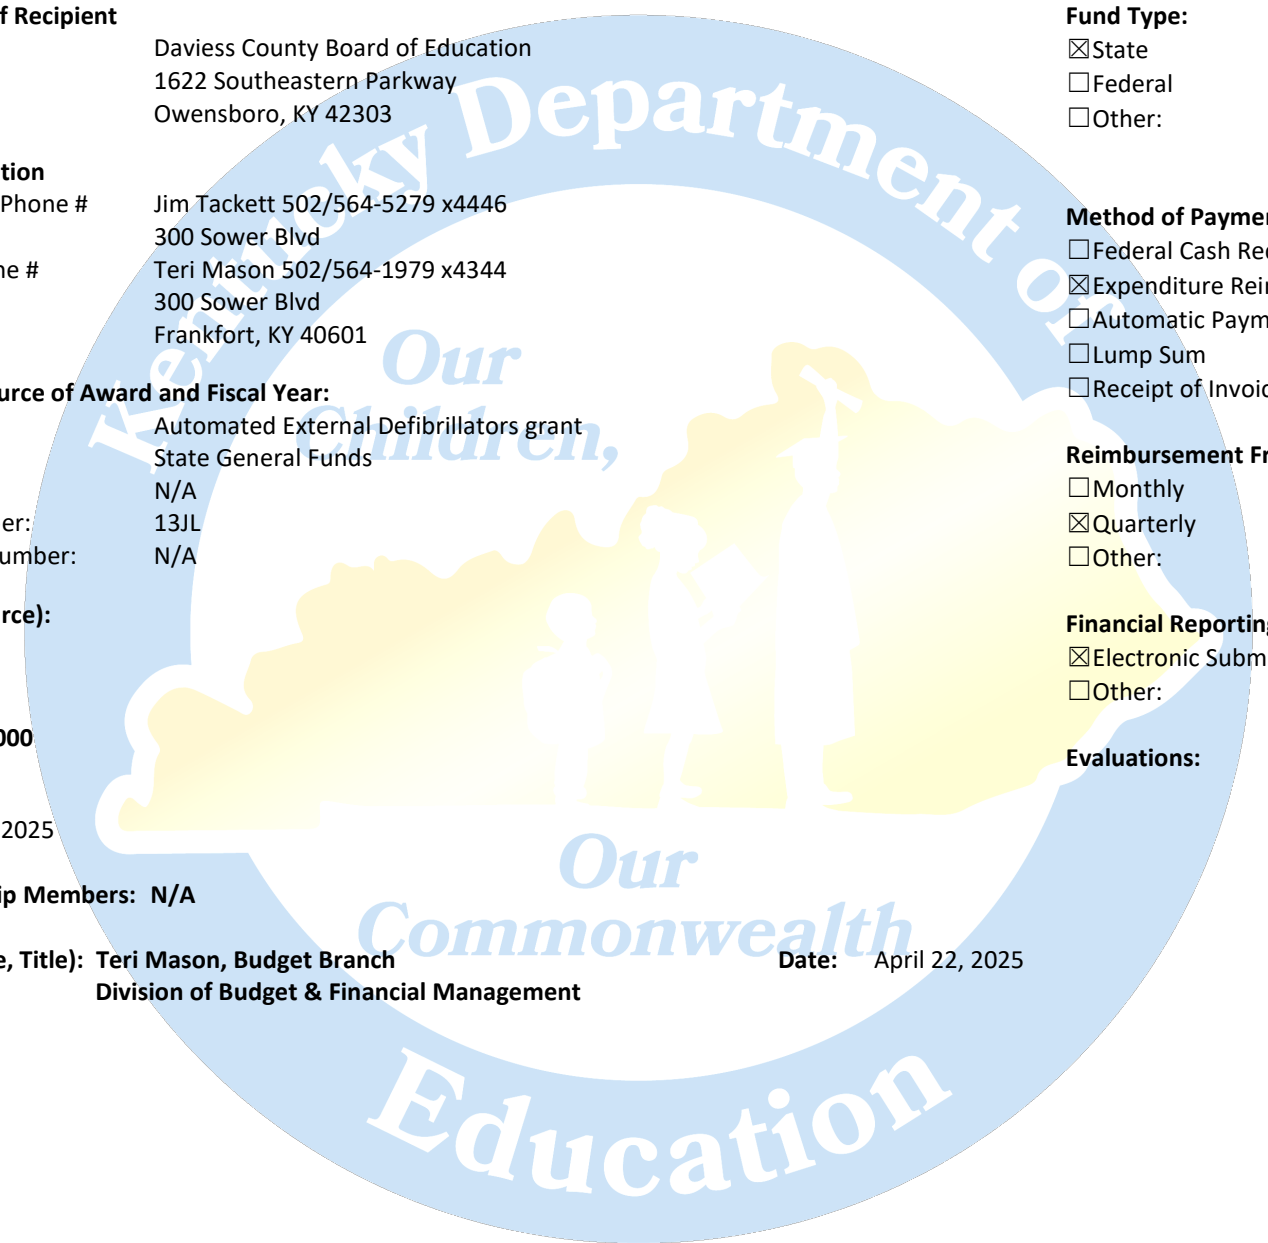 f Recipient
Daviess County Board of Education
1622 Southeastern Parkway
Owensboro, KY 42303
tion
Phone # Jim Tackett 502/564-5279 x4446
300 Sower Blvd
ne # Teri Mason 502/564-1979 x4344
300 Sower Blvd
Frankfort, KY 40601
urce of Award and Fiscal Year:
Automated External Defibrillators grant
State General Funds
N/A
er: 13JL
umber: N/A
rce):
000
2025
ip Members: N/A
e, Title): Teri Mason, Budget Branch
Division of Budget & Financial Management
Date: April 22, 2025
Fund Type:
☒State
☐Federal
☐Other:
Method of Paymen
☐Federal Cash Rec
☒Expenditure Rei
☐Automatic Paym
☐Lump Sum
☐Receipt of Invoic
Reimbursement Fr
☐Monthly
☒Quarterly
☐Other:
Financial Reporting
☒Electronic Subm
☐Other:
Evaluations:
Kentucky Department of
Education
Our
Children,
Our
Commonwealth